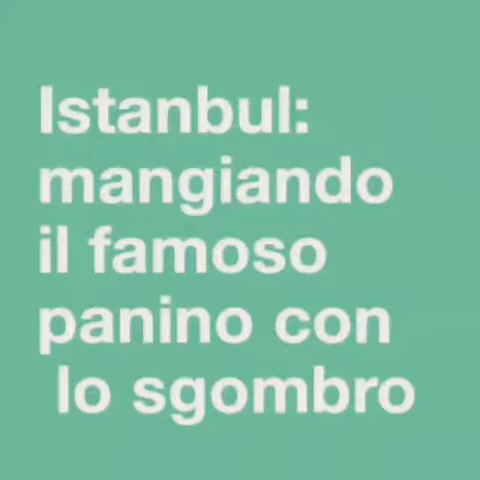 Istanbul:
mangiando
il famoso
panino con
lo sgombro